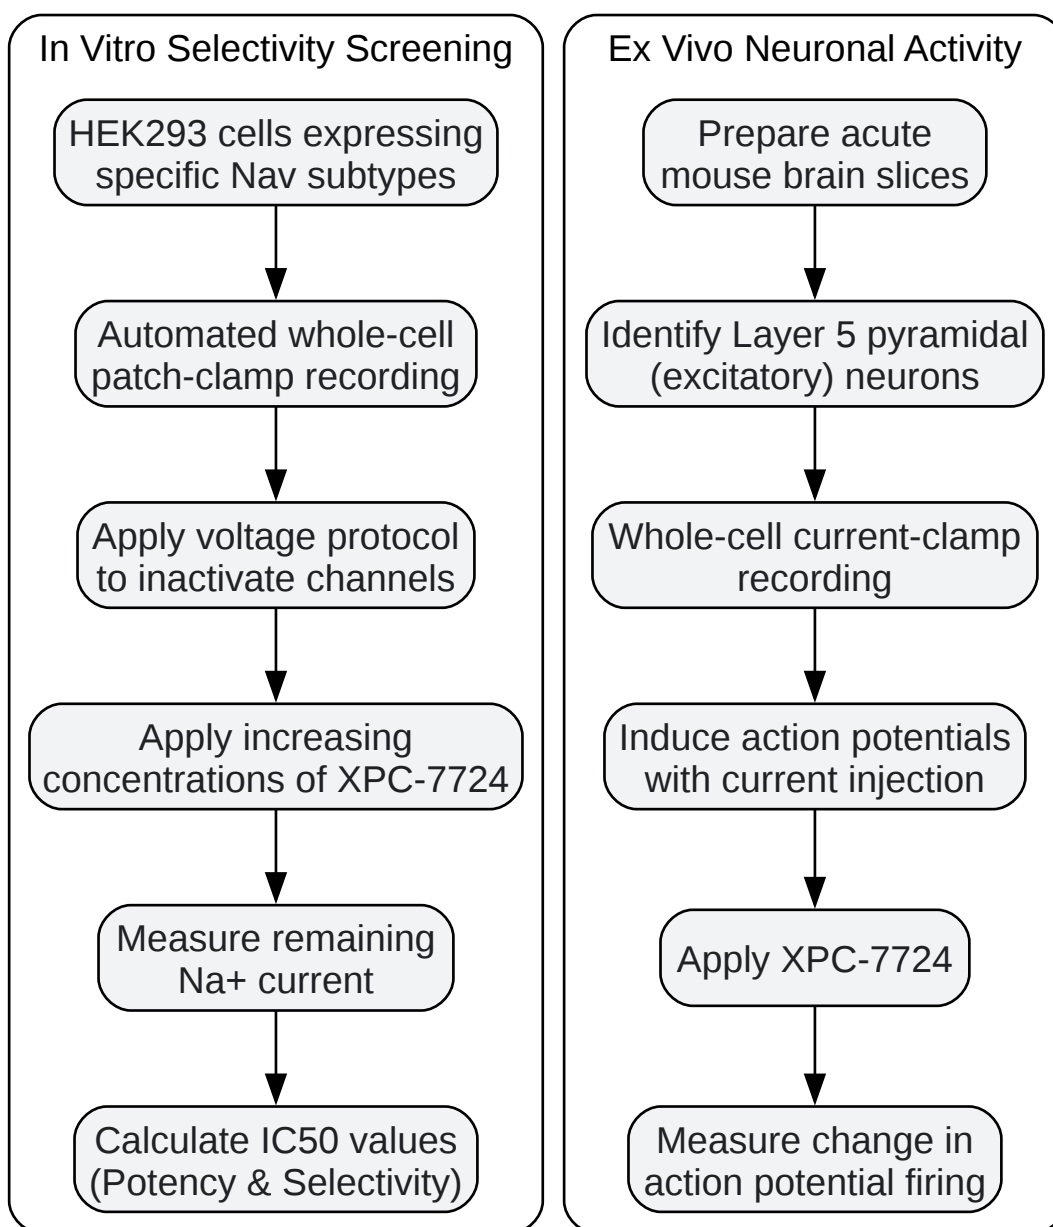 In Vitro Selectivity Screening
HEK293 cells expressing
specific Nav subtypes
Automated whole-cell
patch-clamp recording
Apply voltage protocol
to inactivate channels
Apply increasing
concentrations of XPC-7724
Measure remaining
Na+ current
Calculate IC50 values
(Potency & Selectivity)
Ex Vivo Neuronal Activity
Prepare acute
mouse brain slices
Identify Layer 5 pyramidal
(excitatory) neurons
Whole-cell current-clamp
recording
Induce action potentials
with current injection
Apply XPC-7724
Measure change in
action potential firing